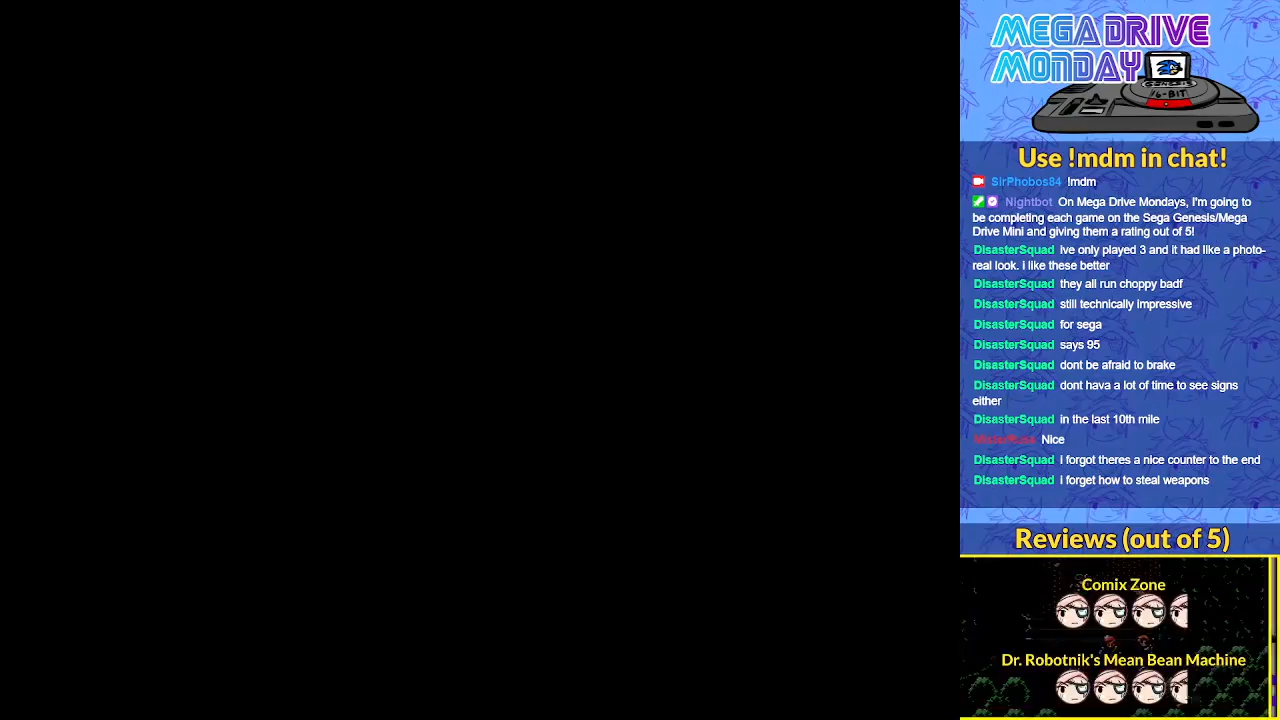 MEGA DRIVE
MONDAY
GENESIS
16-BIT
Use !mdm in chat!
SirPhobos84 !mdm
Nightbot On Mega Drive Mondays, I'm going to
be completing each game on the Sega Genesis/Mega
Drive Mini and giving them a rating out of 5!
DisasterSquad ive only played 3 and it had like a photo-
real look. i like these better
DisasterSquad they all run choppy badf
DisasterSquad still technically impressive
DisasterSquad for sega
DisasterSquad says 95
DisasterSquad dont be afraid to brake
DisasterSquad dont hava a lot of time to see signs
either
DisasterSquad in the last 10th mile
Nice
DisasterSquad i forgot theres a nice counter to the end
DisasterSquad i forget how to steal weapons
Reviews (out of 5)
Comix Zone
Dr. Robotnik's Mean Bean Machine